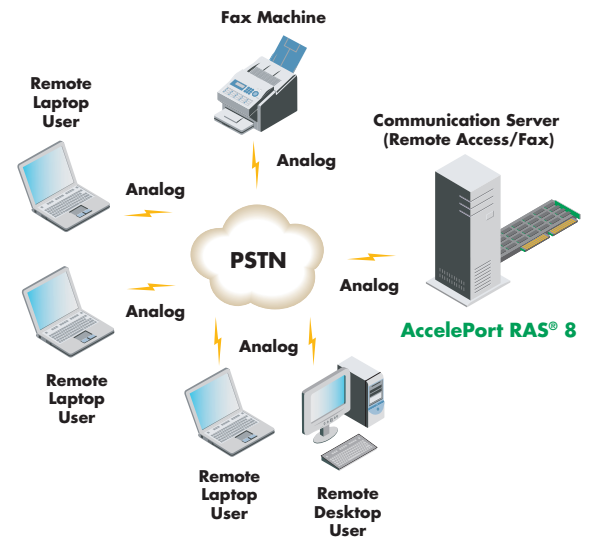 Fax Machine
Remote
Laptop
User
Communication Server
(Remote Access/Fax)
Analog
Analog
PSTN
Analog
Analog
AccelePort RAS® 8
Analog
Remote
Laptop
User
Remote
Laptop
User
Remote
Desktop
User